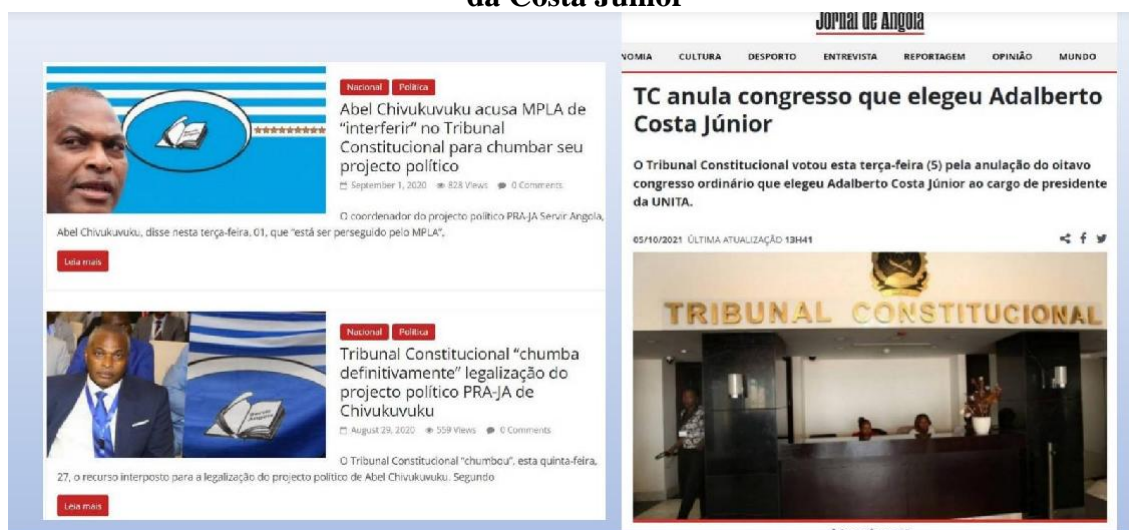 da Costa Júnior
Nacional Política
Abel Chivukuvuku acusa MPLA de
"interferir" no Tribunal
Constitucional para chumbar seu
projecto político
September 1, 2020 828 Views 0 Comments
O coordenador do projecto político PRA-JA Servir Angola,
Abel Chivukuvuku, disse nesta terça-feira, 01, que "está ser perseguido pelo MPLA",
Leia mais
Nacional Política
Tribunal Constitucional "chumba
definitivamente" legalização do
projecto político PRA-JA de
Chivukuvuku
August 29, 2020 559 Views 0 Comments
O Tribunal Constitucional "chumbou", esta quinta-feira,
27, o recurso interposto para a legalização do projecto político de Abel Chivukuvuku. Segundo
Leia mais
Jornal de Angola
NOMIA CULTURA DESPORTO ENTREVISTA REPORTAGEM OPINIÃO MUNDO
TC anula congresso que elegeu Adalberto
Costa Júnior
O Tribunal Constitucional votou esta terça-feira (5) pela anulação do oitavo
congresso ordinário que elegeu Adalberto Costa Júnior ao cargo de presidente
da UNITA.
05/10/2021 ÚLTIMA ATUALIZAÇÃO 13H41
TRIBUNAL CONSTITUCIONAL